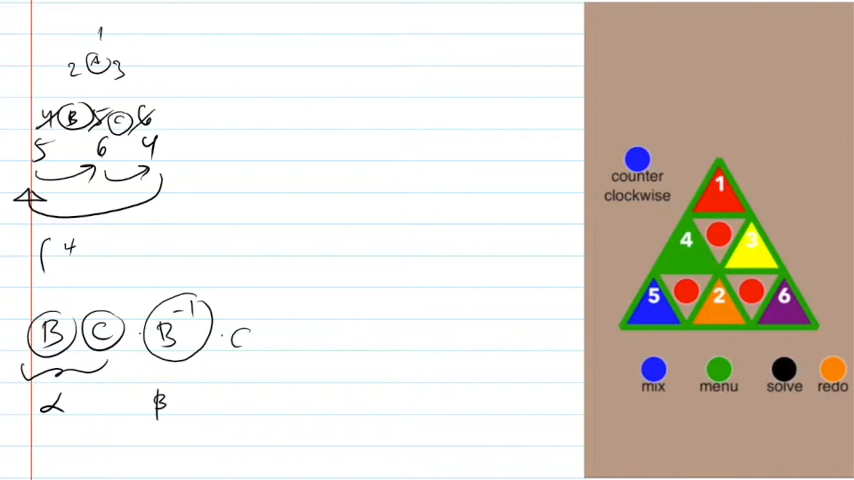 1
2 A 3
4 B 5 C 6
5 6 4
( 4
B C · B⁻¹ · C
α β
counter
clockwise
1
4 3
5 2 6
mix menu solve redo